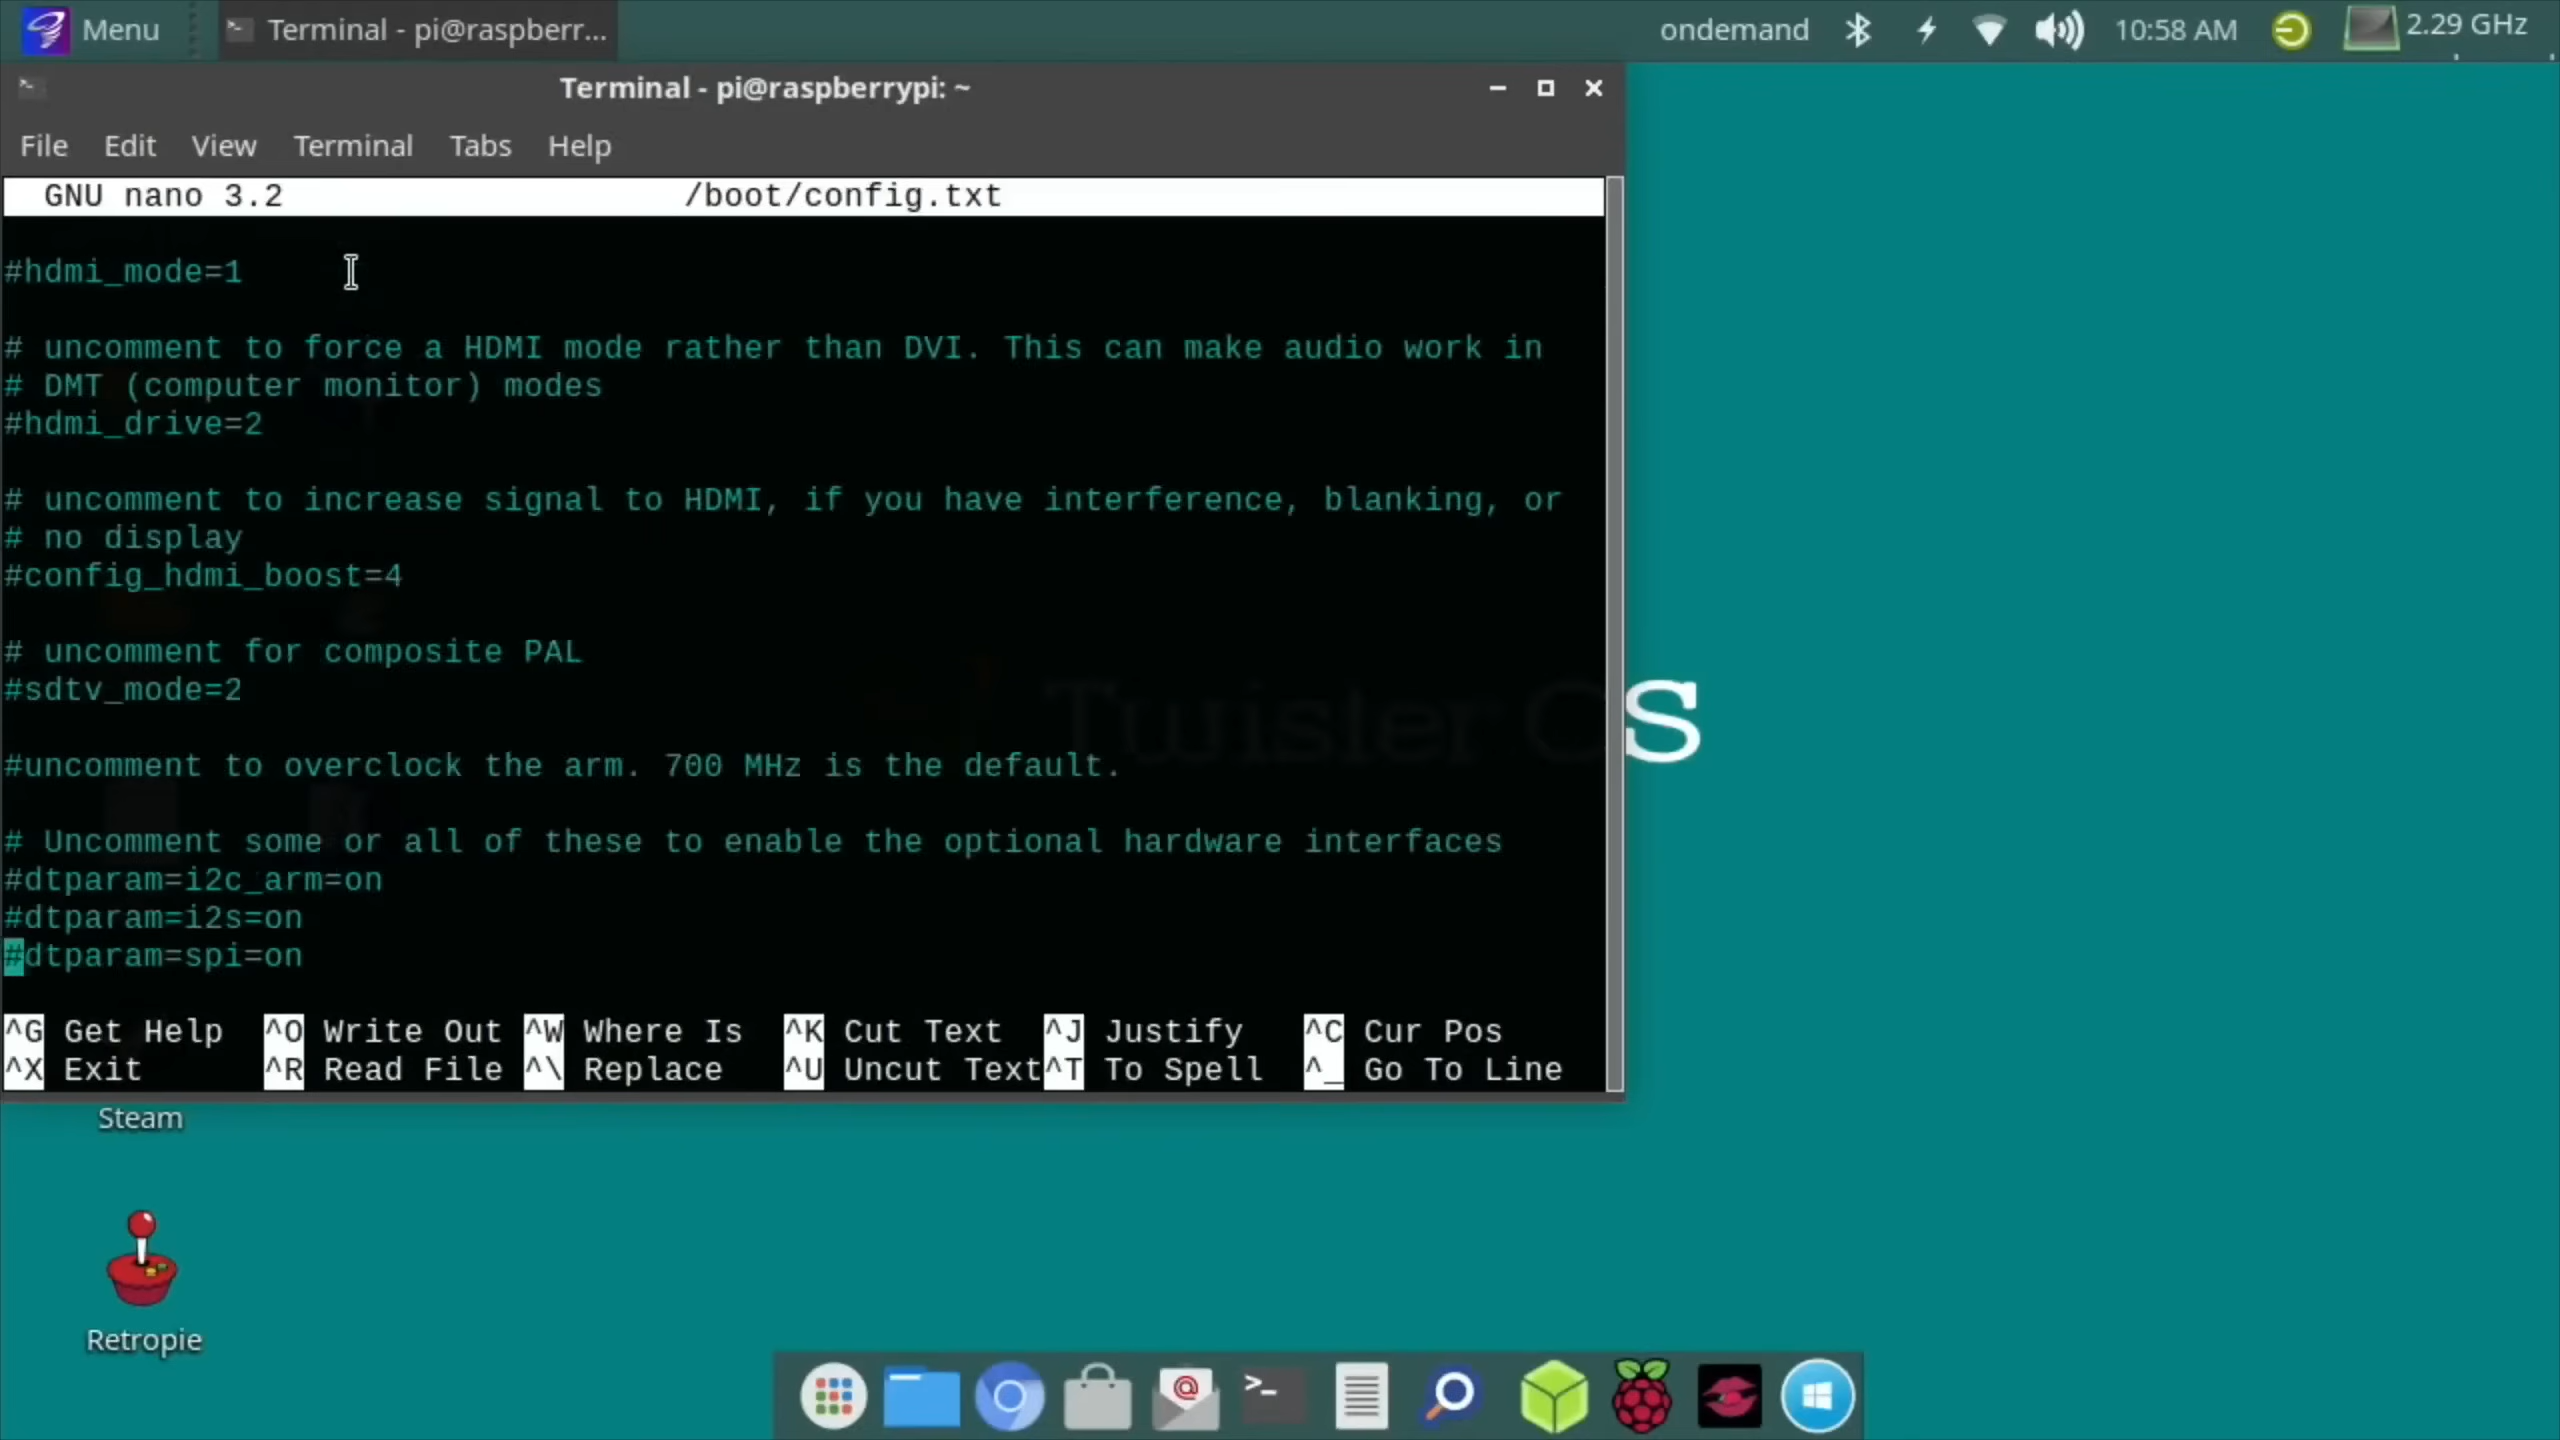 Menu
Terminal - pi@raspberr...
ondemand
10:58 AM
2.29 GHz
Terminal - pi@raspberrypi: ~
File Edit View Terminal Tabs Help
GNU nano 3.2 /boot/config.txt
#hdmi_mode=1
# uncomment to force a HDMI mode rather than DVI. This can make audio work in
# DMT (computer monitor) modes
#hdmi_drive=2
# uncomment to increase signal to HDMI, if you have interference, blanking, or
# no display
#config_hdmi_boost=4
# uncomment for composite PAL
#sdtv_mode=2
Twister OS
#uncomment to overclock the arm. 700 MHz is the default.
# Uncomment some or all of these to enable the optional hardware interfaces
#dtparam=i2c_arm=on
#dtparam=i2s=on
#dtparam=spi=on
^G Get Help ^O Write Out ^W Where Is ^K Cut Text ^J Justify ^C Cur Pos
^X Exit ^R Read File ^\ Replace ^U Uncut Text ^T To Spell ^_ Go To Line
Steam
Retropie